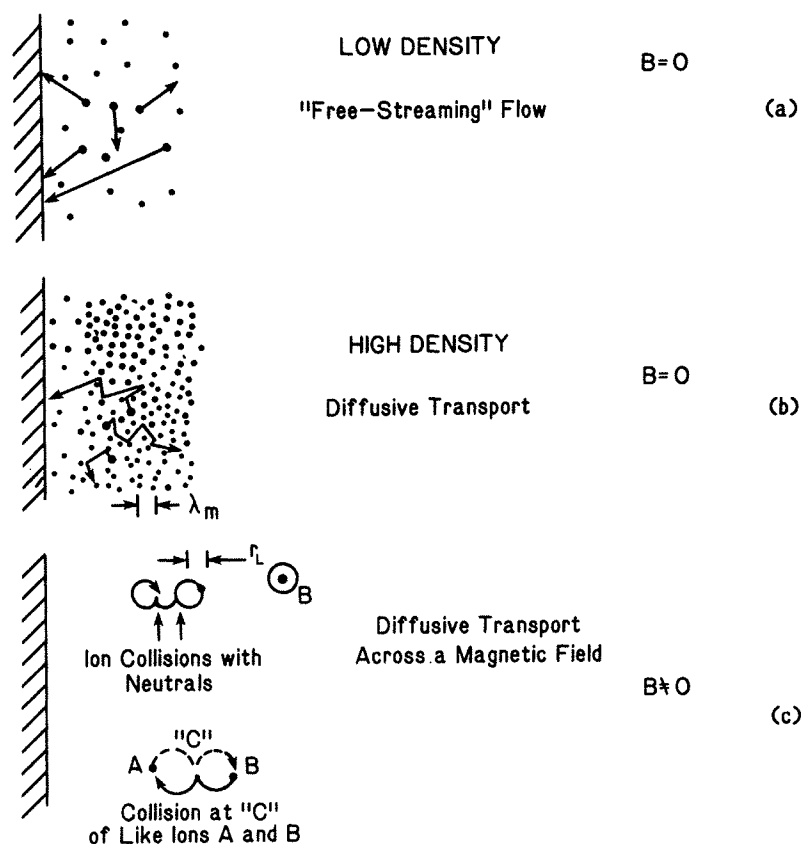 LOW DENSITY
B=0
"Free-Streaming" Flow
(a)
HIGH DENSITY
B=0
Diffusive Transport
(b)
λm
rL
B
Diffusive Transport
Across a Magnetic Field
Ion Collisions with
Neutrals
B≠0
(c)
"C"
A
B
Collision at "C"
of Like Ions A and B